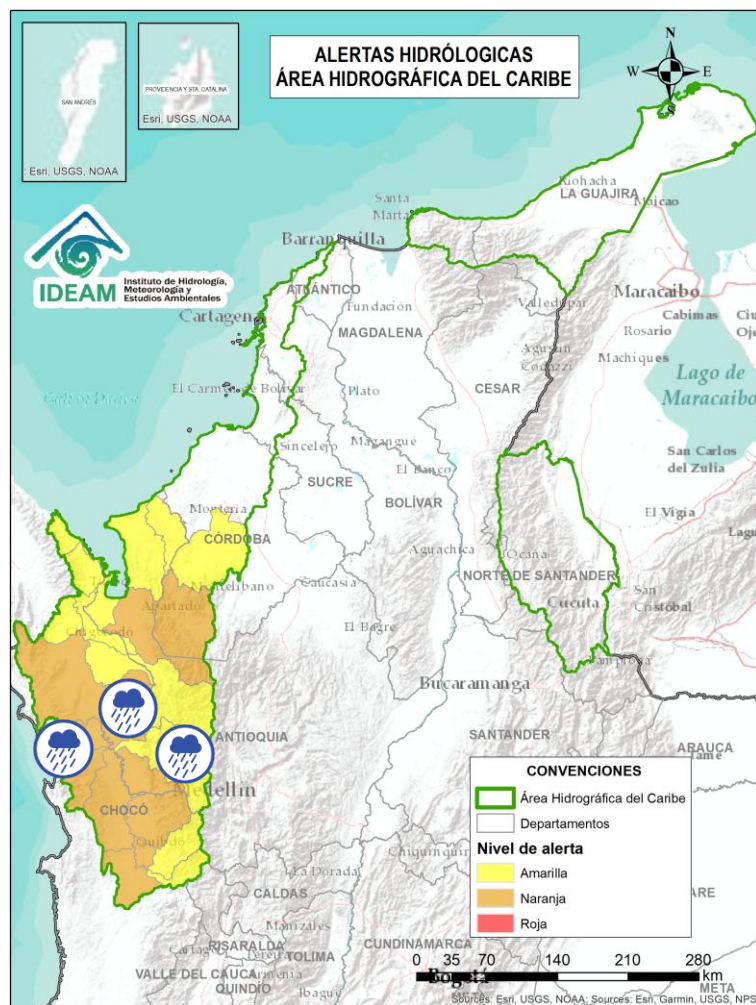 ALERTAS HIDRÓLOGICAS
ÁREA HIDROGRÁFICA DEL CARIBE
N
W
E
S
SAN ANDRÉS
Esri, USGS, NOAA
PROVIDENCIA Y STA. CATALINA
Esri, USGS, NOAA
IDEAM
Instituto de Hidrología,
Meteorología y
Estudios Ambientales
Riohacha
LA GUAJIRA
Maicao
Santa
Marta
Barranquilla
ATLÁNTICO
Cartagena
Fundación
MAGDALENA
Valledupar
Maracaibo
Cabimas
Rosario
Machiques
Agustín
Codazzi
CESAR
Lago de
Maracaibo
El Carmen de Bolívar
Plato
Sincelejo
Magangué
SUCRE
El Banco
BOLÍVAR
San Carlos
del Zulia
El Vigía
Montería
CÓRDOBA
Aguachica
Ocaña
NORTE DE SANTANDER
Montelíbano
Caucasia
Apartadó
Cúcuta
San
Cristóbal
Chigorodó
El Bagre
Pamplona
Bucaramanga
ANTIOQUIA
SANTANDER
ARAUCA
Medellín
CHOCÓ
Quibdó
La Dorada
CALDAS
Manizales
RISARALDA
Pereira
TOLIMA
CUNDINAMARCA
VALLE DEL CAUCA
Armenia
QUINDÍO
Ibagué
Bogotá
META
META
CONVENCIONES
Área Hidrográfica del Caribe
Departamentos
Nivel de alerta
Amarilla
Naranja
Roja
0 35 70 140 210 280
km
Sources: Esri, USGS, NOAA; Sources: Esri, Garmin, USGS,